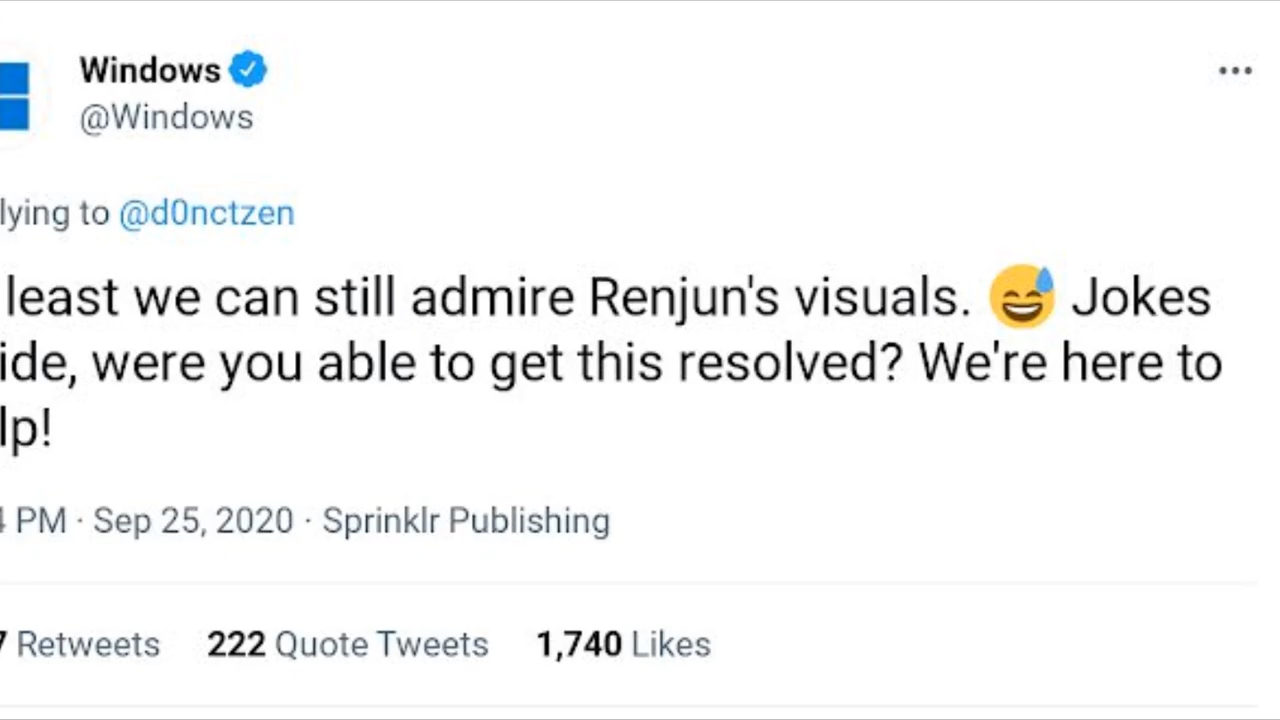 Windows
@Windows
lying to @d0nctzen
least we can still admire Renjun's visuals. 😅 Jokes
ide, were you able to get this resolved? We're here to
lp!
PM · Sep 25, 2020 · Sprinklr Publishing
7 Retweets 222 Quote Tweets 1,740 Likes